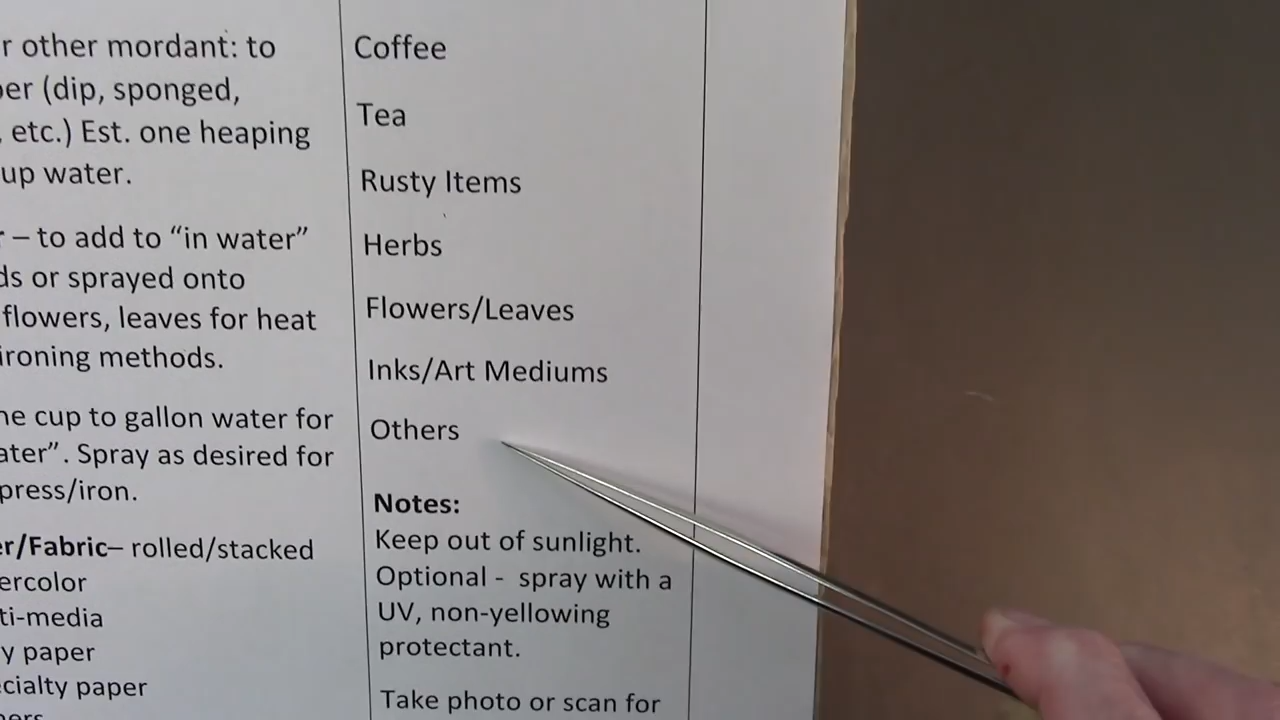 r other mordant: to
er (dip, sponged,
, etc.) Est. one heaping
up water.
– to add to “in water”
ds or sprayed onto
flowers, leaves for heat
ironing methods.
ne cup to gallon water for
ater”. Spray as desired for
press/iron.
er/Fabric– rolled/stacked
ercolor
ti-media
y paper
cialty paper
Coffee
Tea
Rusty Items
Herbs
Flowers/Leaves
Inks/Art Mediums
Others
Notes:
Keep out of sunlight.
Optional - spray with a
UV, non-yellowing
protectant.
Take photo or scan for